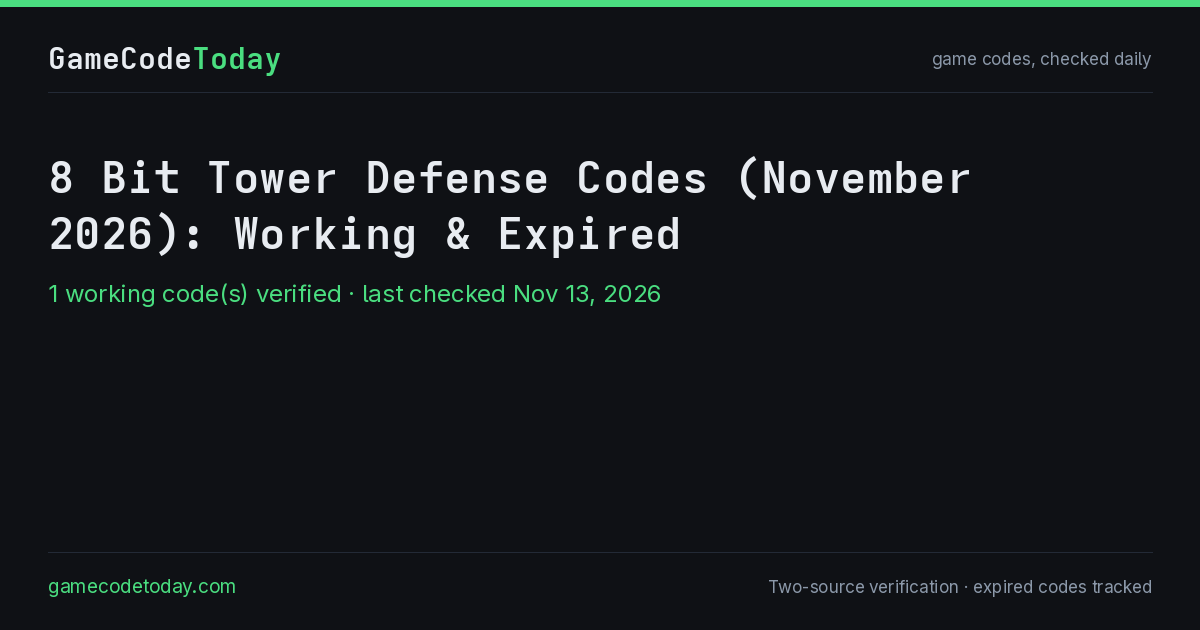 GameCodeToday
game codes, checked daily
8 Bit Tower Defense Codes (November
2026): Working & Expired
1 working code(s) verified · last checked Nov 13, 2026
gamecodetoday.com
Two-source verification · expired codes tracked